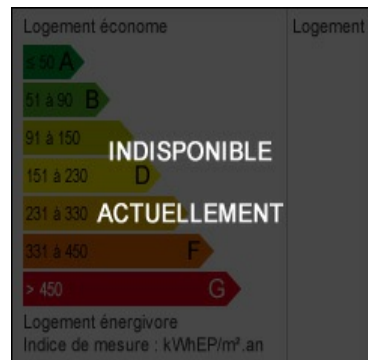 Logement économe
Logement
≤ 50 A
51 à 90 B
91 à 150
INDISPONIBLE
151 à 230 D
231 à 330
ACTUELLEMENT
331 à 450 F
> 450 G
Logement énergivore
Indice de mesure : kWhEP/m².an